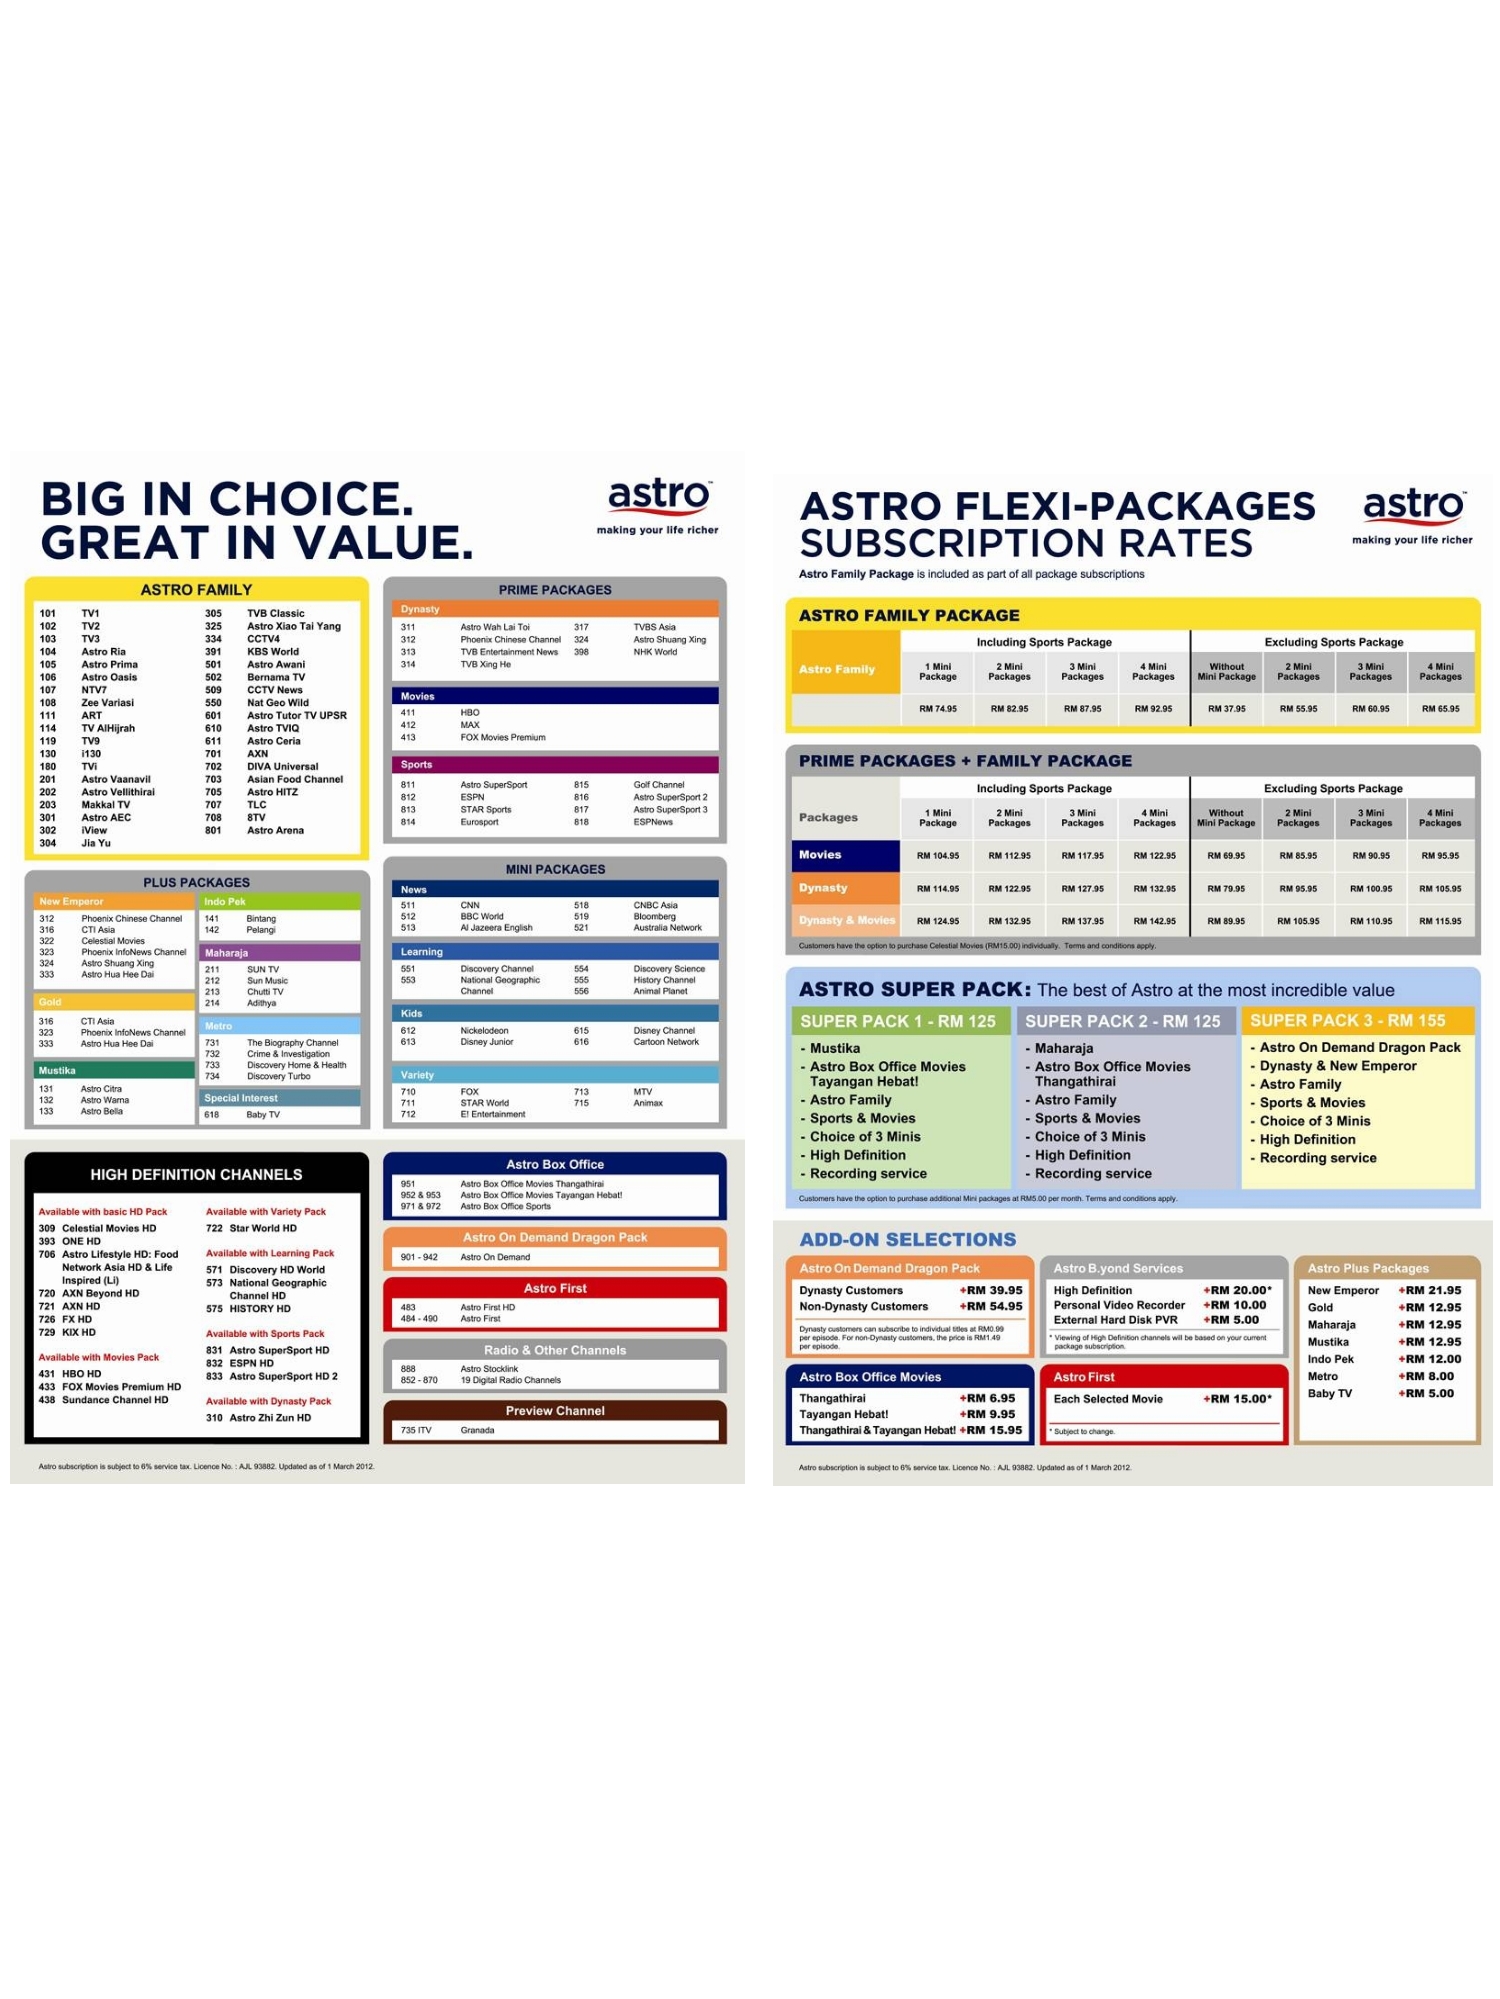 BIG IN CHOICE.
GREAT IN VALUE.
astro™
making your life richer
ASTRO FAMILY
101 TV1
102 TV2
103 TV3
104 Astro Ria
105 Astro Prima
106 Astro Oasis
107 NTV7
108 Zee Variasi
111 ART
114 TV AlHijrah
119 TV9
130 i130
180 TVi
201 Astro Vaanavil
202 Astro Vellithirai
203 Makkal TV
301 Astro AEC
302 iView
304 Jia Yu
305 TVB Classic
325 Astro Xiao Tai Yang
334 CCTV4
391 KBS World
501 Astro Awani
502 Bernama TV
509 CCTV News
550 Nat Geo Wild
601 Astro Tutor TV UPSR
610 Astro TVIQ
611 Astro Ceria
701 AXN
702 DIVA Universal
703 Asian Food Channel
705 Astro HITZ
707 TLC
708 8TV
801 Astro Arena
PRIME PACKAGES
Dynasty
311 Astro Wah Lai Toi 317 TVBS Asia
312 Phoenix Chinese Channel 324 Astro Shuang Xing
313 TVB Entertainment News 398 NHK World
314 TVB Xing He
Movies
411 HBO
412 MAX
413 FOX Movies Premium
Sports
811 Astro SuperSport 815 Golf Channel
812 ESPN 816 Astro SuperSport 2
813 STAR Sports 817 Astro SuperSport 3
814 Eurosport 818 ESPNews
PLUS PACKAGES
New Emperor
312 Phoenix Chinese Channel
316 CTI Asia
322 Celestial Movies
323 Phoenix InfoNews Channel
324 Astro Shuang Xing
333 Astro Hua Hee Dai
Gold
316 CTI Asia
323 Phoenix InfoNews Channel
333 Astro Hua Hee Dai
Mustika
131 Astro Citra
132 Astro Warna
133 Astro Bella
Indo Pek
141 Bintang
142 Pelangi
Maharaja
211 SUN TV
212 Sun Music
213 Chutti TV
214 Adithya
Metro
731 The Biography Channel
732 Crime & Investigation
733 Discovery Home & Health
734 Discovery Turbo
Special Interest
618 Baby TV
MINI PACKAGES
News
511 CNN 518 CNBC Asia
512 BBC World 519 Bloomberg
513 Al Jazeera English 521 Australia Network
Learning
551 Discovery Channel 554 Discovery Science
553 National Geographic 555 History Channel
Channel 556 Animal Planet
Kids
612 Nickelodeon 615 Disney Channel
613 Disney Junior 616 Cartoon Network
Variety
710 FOX 713 MTV
711 STAR World 715 Animax
712 E! Entertainment
HIGH DEFINITION CHANNELS
Available with basic HD Pack
309 Celestial Movies HD
393 ONE HD
706 Astro Lifestyle HD: Food
Network Asia HD & Life
Inspired (Li)
720 AXN Beyond HD
721 AXN HD
726 FX HD
729 KIX HD
Available with Movies Pack
431 HBO HD
433 FOX Movies Premium HD
438 Sundance Channel HD
Available with Variety Pack
722 Star World HD
Available with Learning Pack
571 Discovery HD World
573 National Geographic
Channel HD
575 HISTORY HD
Available with Sports Pack
831 Astro SuperSport HD
832 ESPN HD
833 Astro SuperSport HD 2
Available with Dynasty Pack
310 Astro Zhi Zun HD
Astro Box Office
951 Astro Box Office Movies Thangathirai
952 & 953 Astro Box Office Movies Tayangan Hebat!
971 & 972 Astro Box Office Sports
Astro On Demand Dragon Pack
901 - 942 Astro On Demand
Astro First
483 Astro First HD
484 - 490 Astro First
Radio & Other Channels
888 Astro Stocklink
852 - 870 19 Digital Radio Channels
Preview Channel
735 ITV Granada
Astro subscription is subject to 6% service tax. Licence No. : AJL 93882. Updated as of 1 March 2012.
ASTRO FLEXI-PACKAGES
SUBSCRIPTION RATES
astro™
making your life richer
Astro Family Package is included as part of all package subscriptions
ASTRO FAMILY PACKAGE
Including Sports Package Excluding Sports Package
Astro Family 1 Mini Package 2 Mini Packages 3 Mini Packages 4 Mini Packages Without Mini Package 2 Mini Packages 3 Mini Packages 4 Mini Packages
RM 74.95 RM 82.95 RM 87.95 RM 92.95 RM 37.95 RM 55.95 RM 60.95 RM 65.95
PRIME PACKAGES + FAMILY PACKAGE
Including Sports Package Excluding Sports Package
Packages 1 Mini Package 2 Mini Packages 3 Mini Packages 4 Mini Packages Without Mini Package 2 Mini Packages 3 Mini Packages 4 Mini Packages
Movies RM 104.95 RM 112.95 RM 117.95 RM 122.95 RM 69.95 RM 85.95 RM 90.95 RM 95.95
Dynasty RM 114.95 RM 122.95 RM 127.95 RM 132.95 RM 79.95 RM 95.95 RM 100.95 RM 105.95
Dynasty & Movies RM 124.95 RM 132.95 RM 137.95 RM 142.95 RM 89.95 RM 105.95 RM 110.95 RM 115.95
Customers have the option to purchase Celestial Movies (RM15.00) individually. Terms and conditions apply.
ASTRO SUPER PACK: The best of Astro at the most incredible value
SUPER PACK 1 - RM 125
- Mustika
- Astro Box Office Movies
Tayangan Hebat!
- Astro Family
- Sports & Movies
- Choice of 3 Minis
- High Definition
- Recording service
SUPER PACK 2 - RM 125
- Maharaja
- Astro Box Office Movies
Thangathirai
- Astro Family
- Sports & Movies
- Choice of 3 Minis
- High Definition
- Recording service
SUPER PACK 3 - RM 155
- Astro On Demand Dragon Pack
- Dynasty & New Emperor
- Astro Family
- Sports & Movies
- Choice of 3 Minis
- High Definition
- Recording service
Customers have the option to purchase additional Mini packages at RM5.00 per month. Terms and conditions apply.
ADD-ON SELECTIONS
Astro On Demand Dragon Pack
Dynasty Customers +RM 39.95
Non-Dynasty Customers +RM 54.95
Dynasty customers can subscribe to individual titles at RM0.99
per episode. For non-Dynasty customers, the price is RM1.49
per episode.
Astro B.yond Services
High Definition +RM 20.00*
Personal Video Recorder +RM 10.00
External Hard Disk PVR +RM 5.00
* Viewing of High Definition channels will be based on your current
package subscription.
Astro Plus Packages
New Emperor +RM 21.95
Gold +RM 12.95
Maharaja +RM 12.95
Mustika +RM 12.95
Indo Pek +RM 12.00
Metro +RM 8.00
Baby TV +RM 5.00
Astro Box Office Movies
Thangathirai +RM 6.95
Tayangan Hebat! +RM 9.95
Thangathirai & Tayangan Hebat! +RM 15.95
Astro First
Each Selected Movie +RM 15.00*
* Subject to change.
Astro subscription is subject to 6% service tax. Licence No. : AJL 93882. Updated as of 1 March 2012.